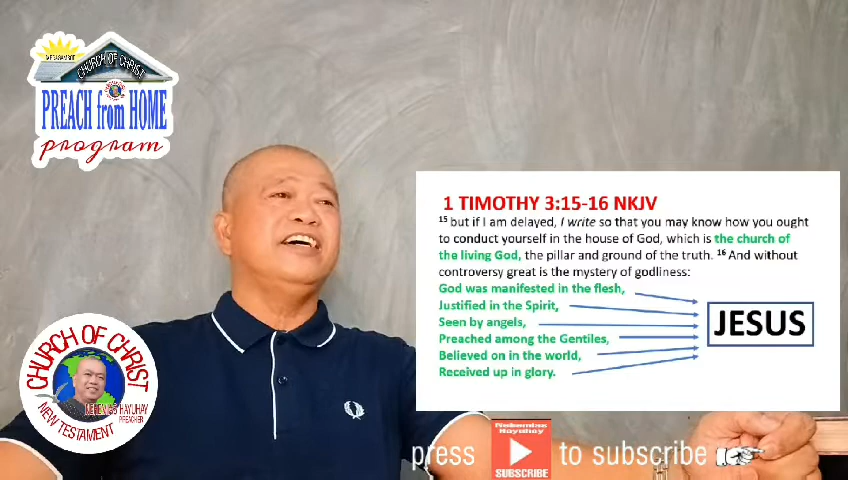 CHURCH OF CHRIST
PREACH from HOME
program
1 TIMOTHY 3:15-16 NKJV
15 but if I am delayed, I write so that you may know how you ought
to conduct yourself in the house of God, which is the church of
the living God, the pillar and ground of the truth. 16 And without
controversy great is the mystery of godliness:
God was manifested in the flesh,
Justified in the Spirit,
Seen by angels,
Preached among the Gentiles,
Believed on in the world,
Received up in glory.
JESUS
CHURCH OF CHRIST
HAYUHAY
PREACHER
NEW TESTAMENT
Hayuhay
press
SUBSCRIBE
to subscribe